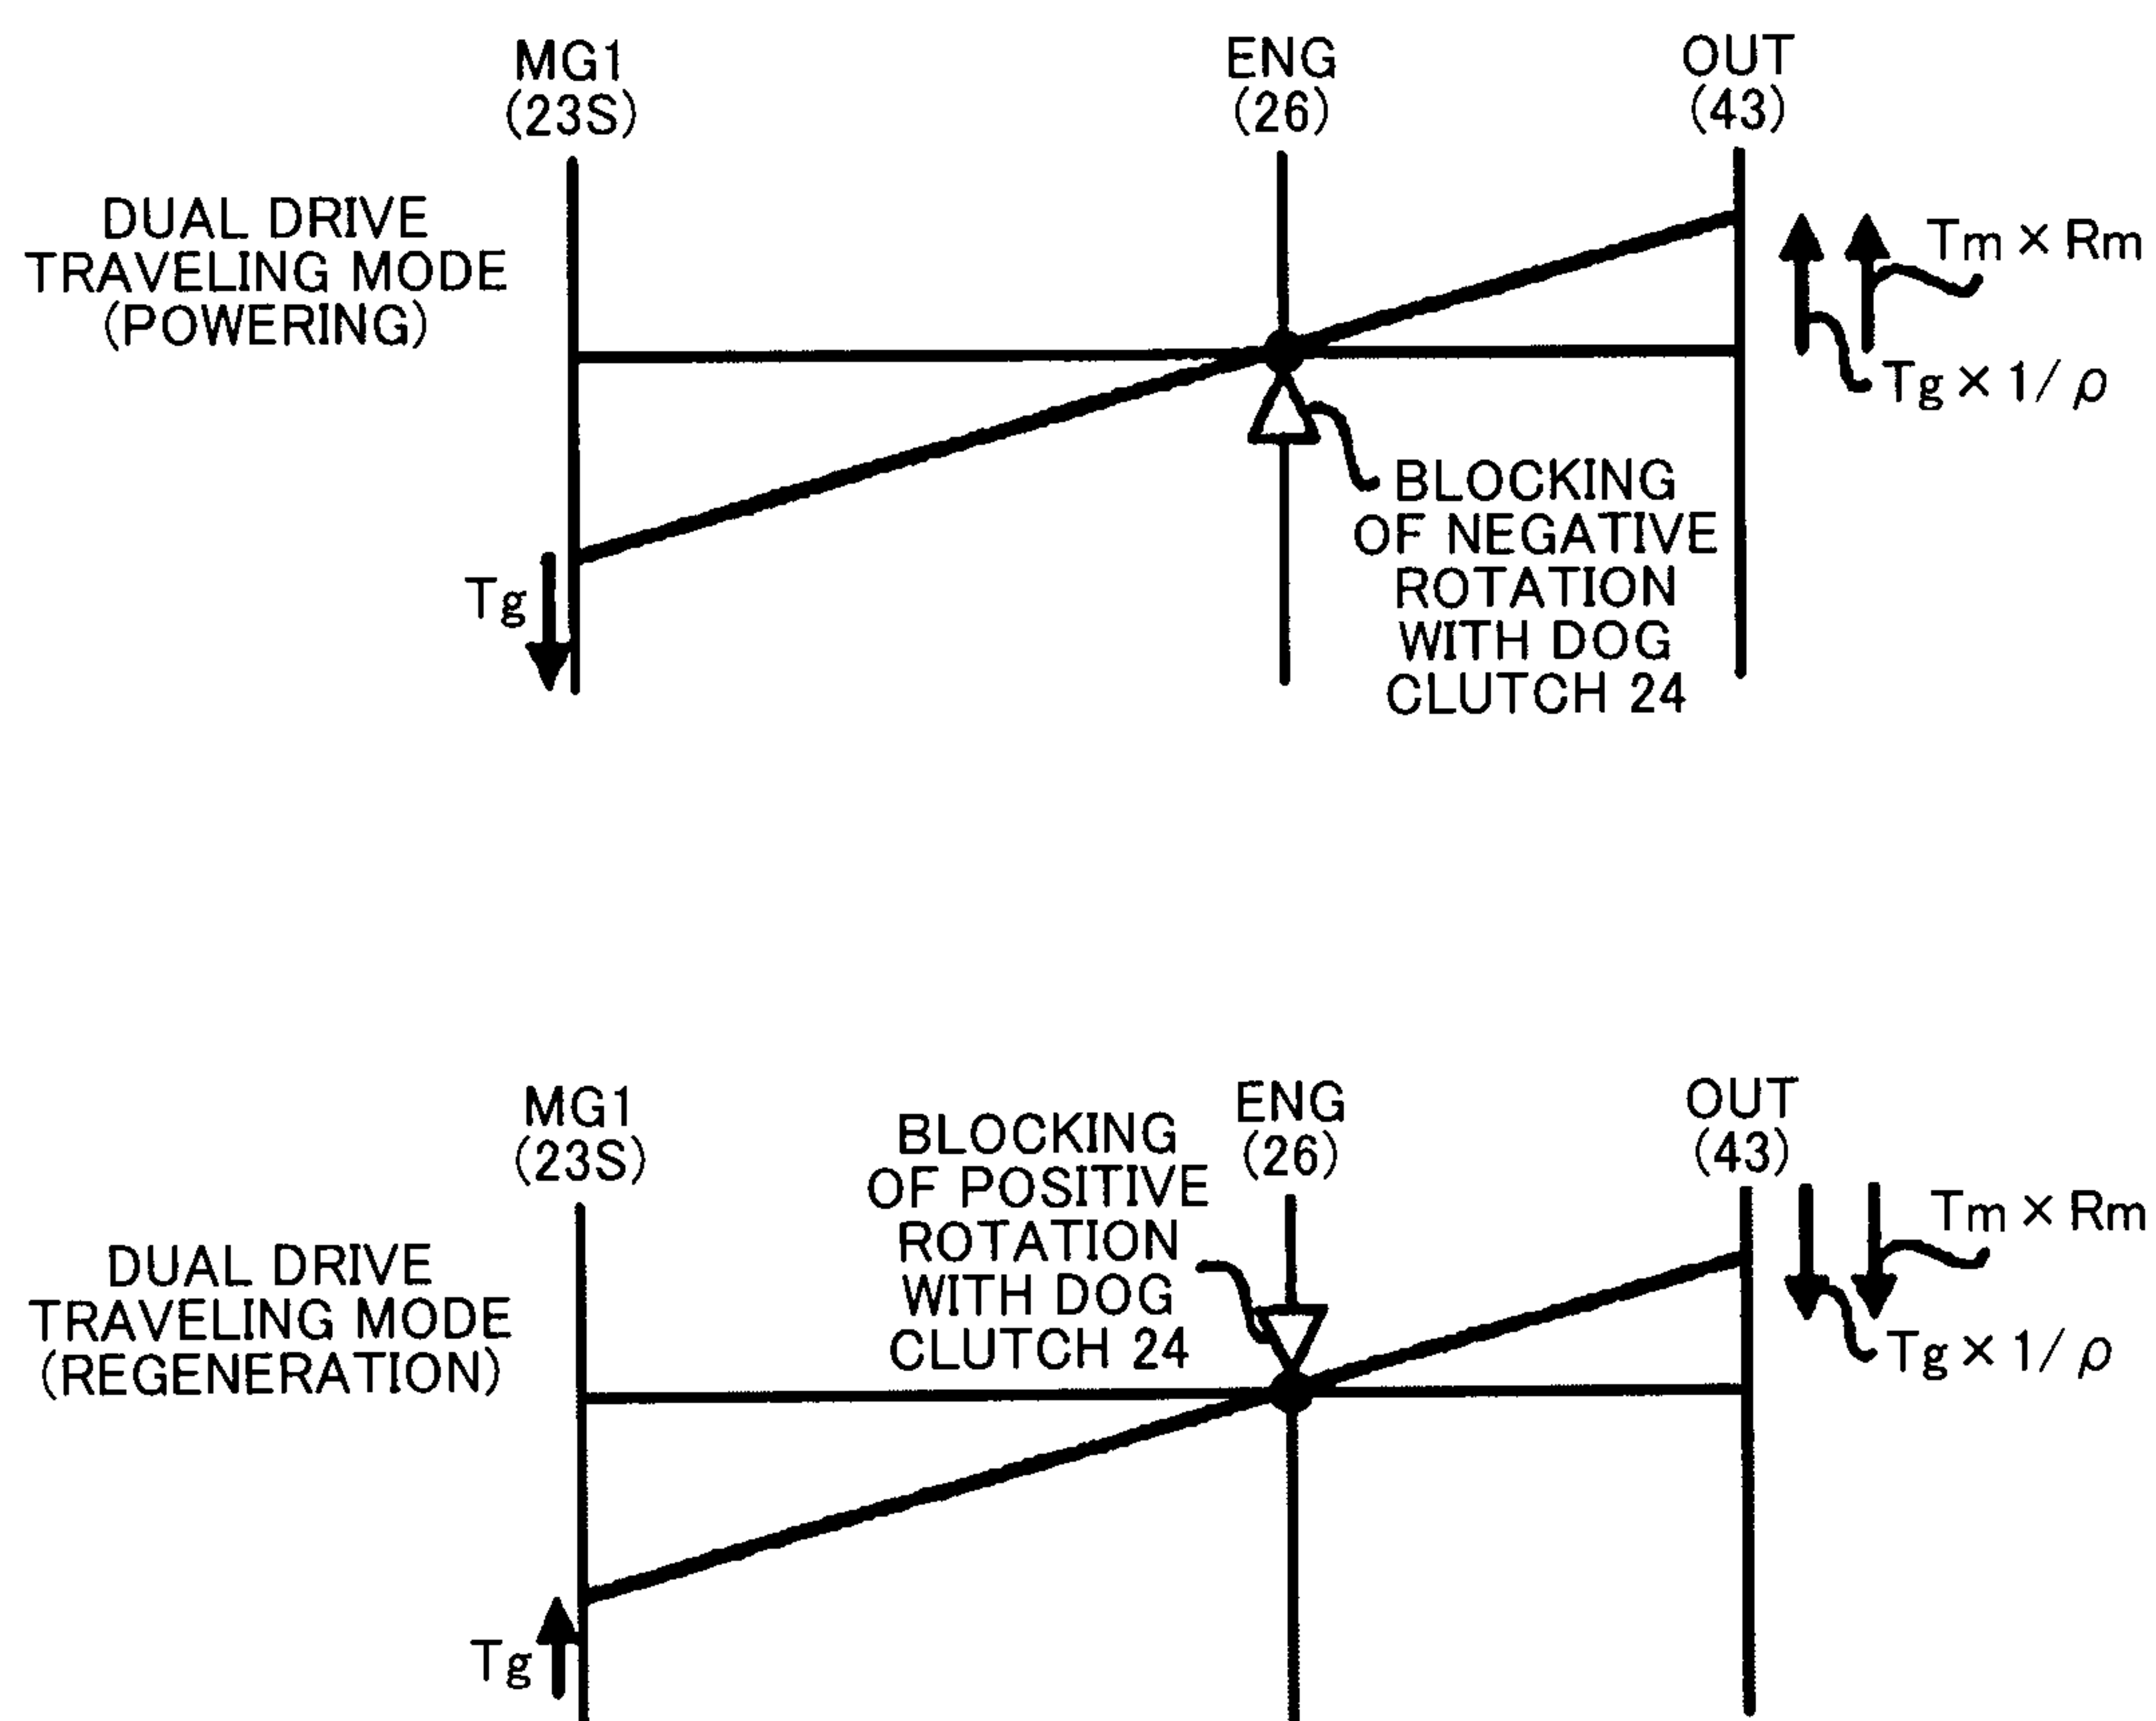 MG1
(23S)
ENG
(26)
OUT
(43)
DUAL DRIVE
TRAVELING MODE
(POWERING)
Tm × Rm
Tg × 1/ρ
BLOCKING
OF NEGATIVE
ROTATION
WITH DOG
CLUTCH 24
Tg
MG1
(23S)
BLOCKING
OF POSITIVE
ROTATION
WITH DOG
CLUTCH 24
ENG
(26)
OUT
(43)
DUAL DRIVE
TRAVELING MODE
(REGENERATION)
Tm × Rm
Tg × 1/ρ
Tg